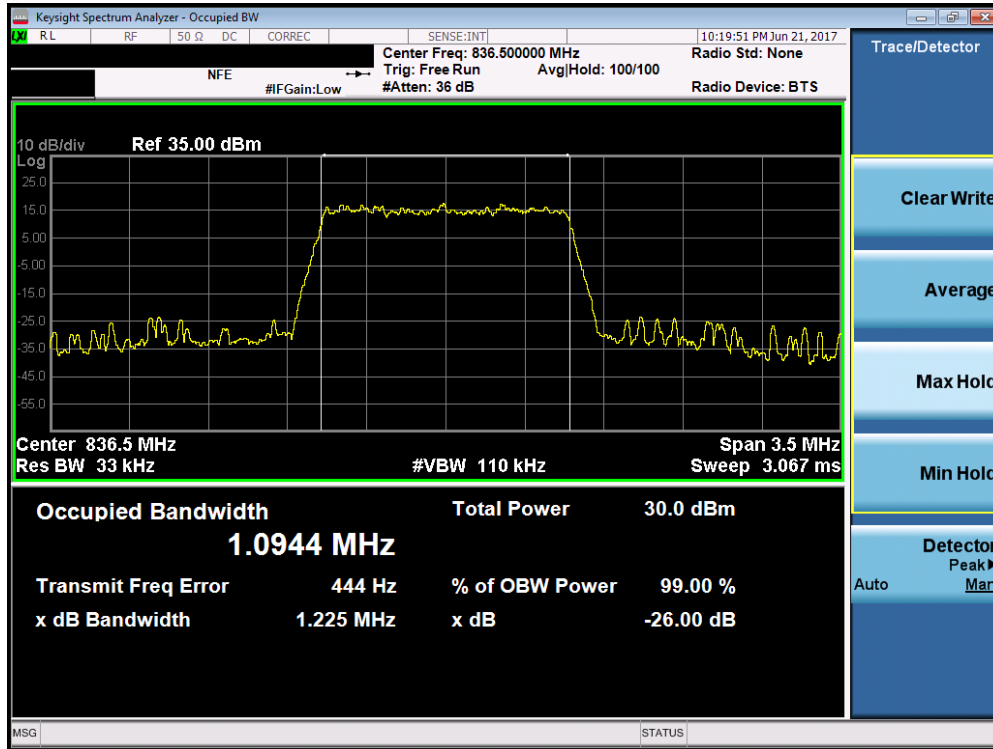 Keysight Spectrum Analyzer - Occupied BW
LXI RL RF 50 Ω DC CORREC SENSE:INT 10:19:51 PM Jun 21, 2017
Center Freq: 836.500000 MHz Radio Std: None
NFE Trig: Free Run Avg|Hold: 100/100
#IFGain:Low #Atten: 36 dB Radio Device: BTS
10 dB/div Ref 35.00 dBm
Log
25.0
15.0
5.00
-5.00
-15.0
-25.0
-35.0
-45.0
-55.0
Center 836.5 MHz Span 3.5 MHz
Res BW 33 kHz #VBW 110 kHz Sweep 3.067 ms
Occupied Bandwidth Total Power 30.0 dBm
1.0944 MHz
Transmit Freq Error 444 Hz % of OBW Power 99.00 %
x dB Bandwidth 1.225 MHz x dB -26.00 dB
MSG STATUS
Trace/Detector
Clear Write
Average
Max Hold
Min Hold
Detector
Peak
Auto Man